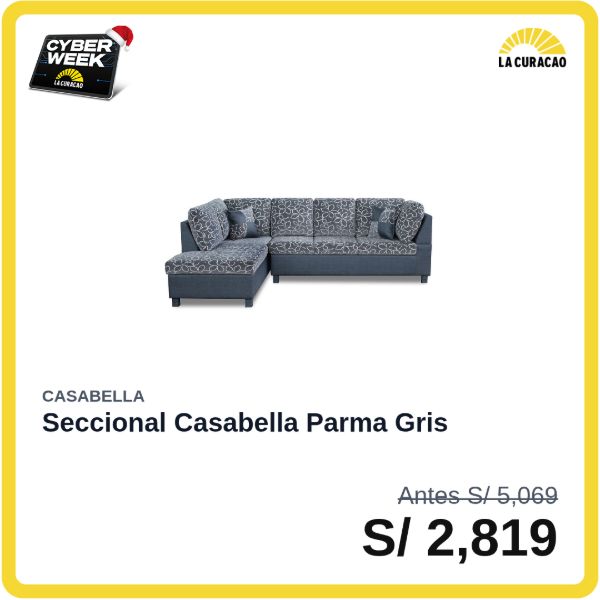 CYBER
WEEK
LA CURACAO
LA CURACAO
CASABELLA
Seccional Casabella Parma Gris
Antes S/ 5,069
S/ 2,819